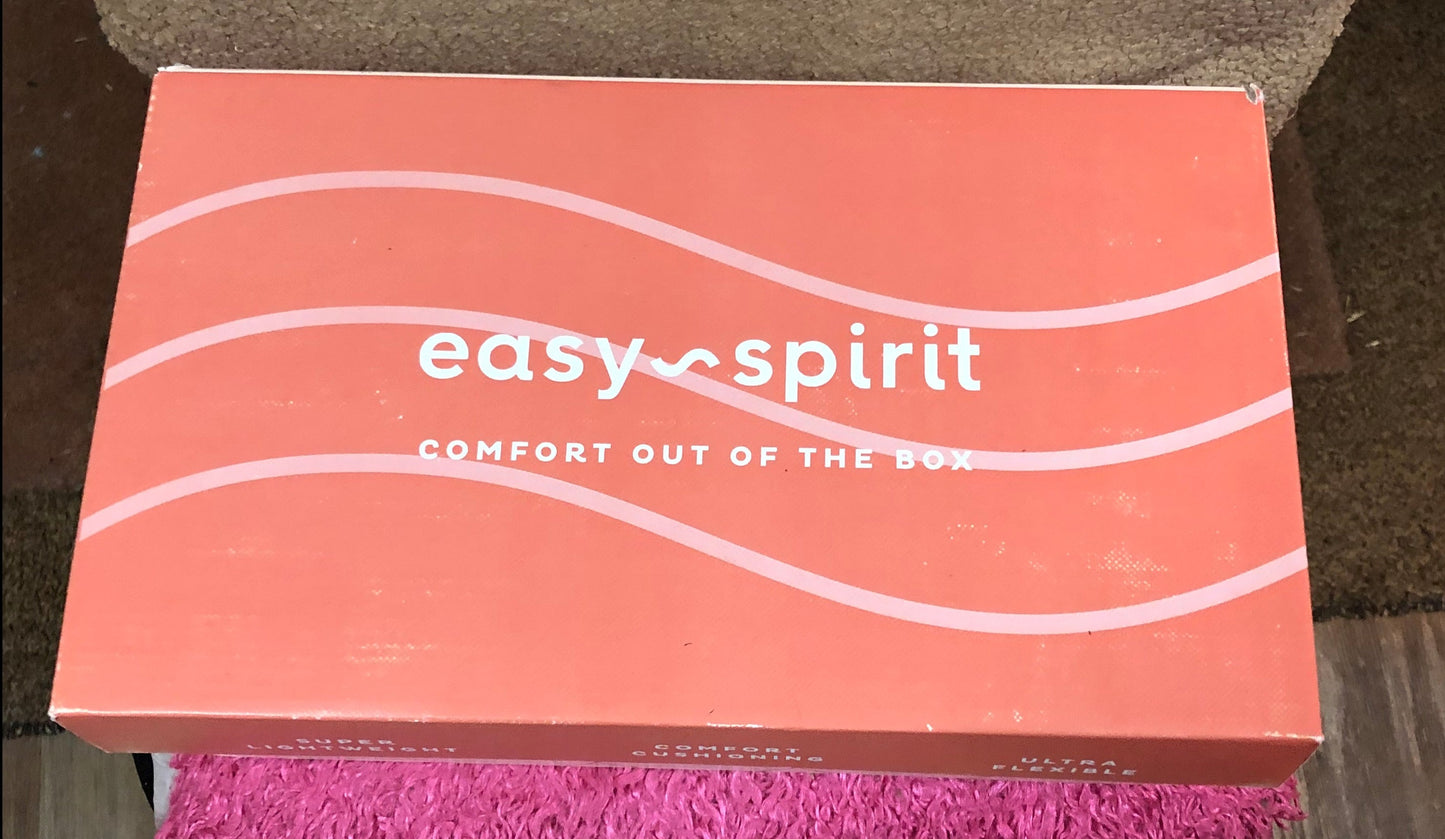 easy~spirit
COMFORT OUT OF THE BOX
SUPER
LIGHTWEIGHT
COMFORT
CUSHIONING
ULTRA
FLEXIBLE